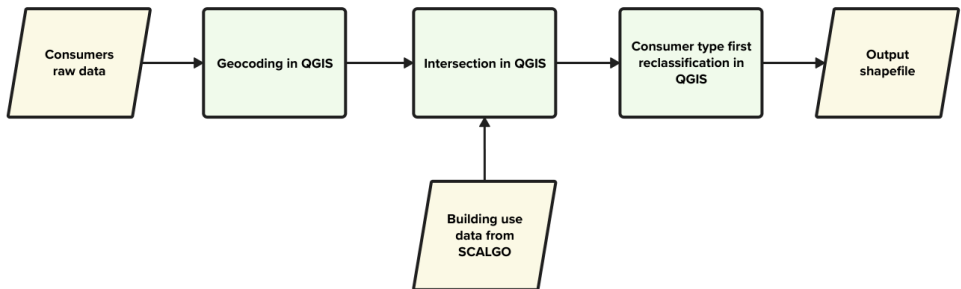 Consumers
raw data
Geocoding in QGIS
Intersection in QGIS
Consumer type first
reclassification in
QGIS
Output
shapefile
Building use
data from
SCALGO